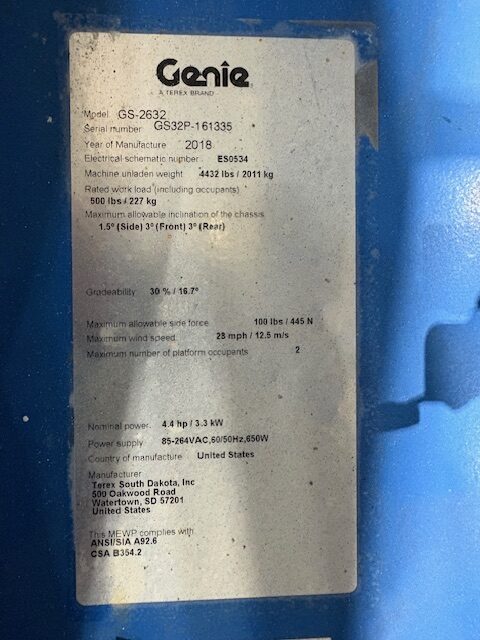 Genie
A TEREX BRAND
Model GS-2632
Serial number GS32P-161335
Year of Manufacture 2018
Electrical schematic number ES0534
Machine unladen weight 4432 lbs / 2011 kg
Rated work load (including occupants)
500 lbs / 227 kg
Maximum allowable inclination of the chassis
1.5° (Side) 3° (Front) 3° (Rear)
Gradeability 30 % / 16.7°
Maximum allowable side force 100 lbs / 445 N
Maximum wind speed 28 mph / 12.5 m/s
Maximum number of platform occupants 2
Nominal power 4.4 hp / 3.3 kW
Power supply 85-264VAC,60/50Hz,650W
Country of manufacture United States
Manufacturer
Terex South Dakota, Inc
500 Oakwood Road
Watertown, SD 57201
United States
This MEWP complies with
ANSI/SIA A92.6
CSA B354.2